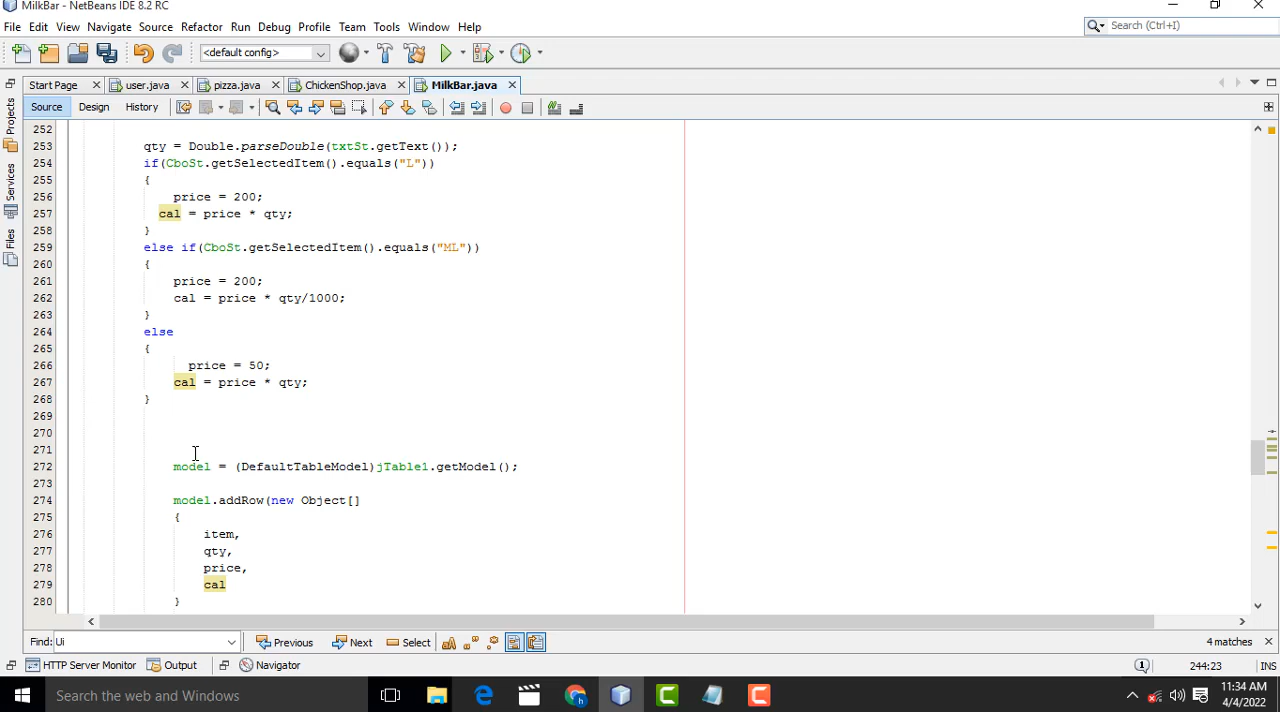 MilkBar - NetBeans IDE 8.2 RC
File Edit View Navigate Source Refactor Run Debug Profile Team Tools Window Help
Search (Ctrl+I)
<default config>
Start Page user.java pizza.java ChickenShop.java MilkBar.java
Source Design History
Projects
Services
Files
252
253 qty = Double.parseDouble(txtSt.getText());
254 if(CboSt.getSelectedItem().equals("L"))
255 {
256 price = 200;
257 cal = price * qty;
258 }
259 else if(CboSt.getSelectedItem().equals("ML"))
260 {
261 price = 200;
262 cal = price * qty/1000;
263 }
264 else
265 {
266 price = 50;
267 cal = price * qty;
268 }
269
270
271
272 model = (DefaultTableModel)jTable1.getModel();
273
274 model.addRow(new Object[]
275 {
276 item,
277 qty,
278 price,
279 cal
280 }
Find: Ui Previous Next Select 4 matches
HTTP Server Monitor Output Navigator 1 244:23 INS
Search the web and Windows
11:34 AM
4/4/2022